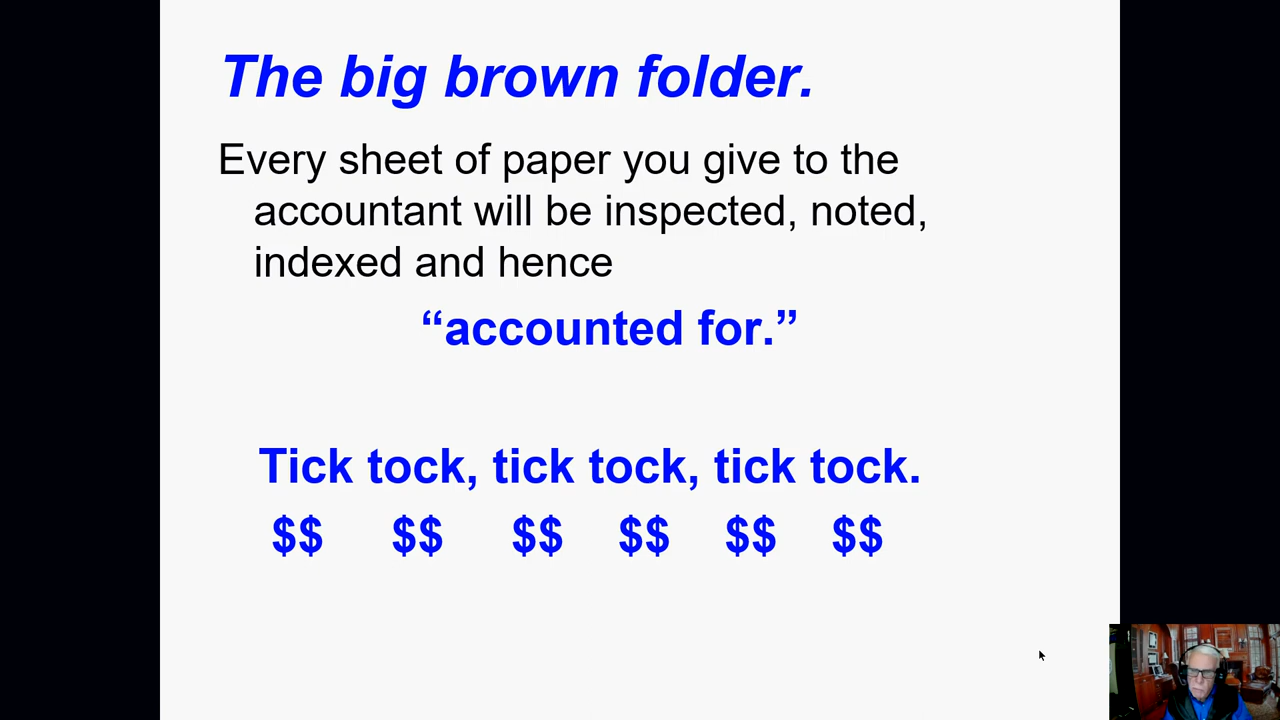 The big brown folder.
Every sheet of paper you give to the
accountant will be inspected, noted,
indexed and hence
“accounted for.”
Tick tock, tick tock, tick tock.
$$ $$ $$ $$ $$ $$